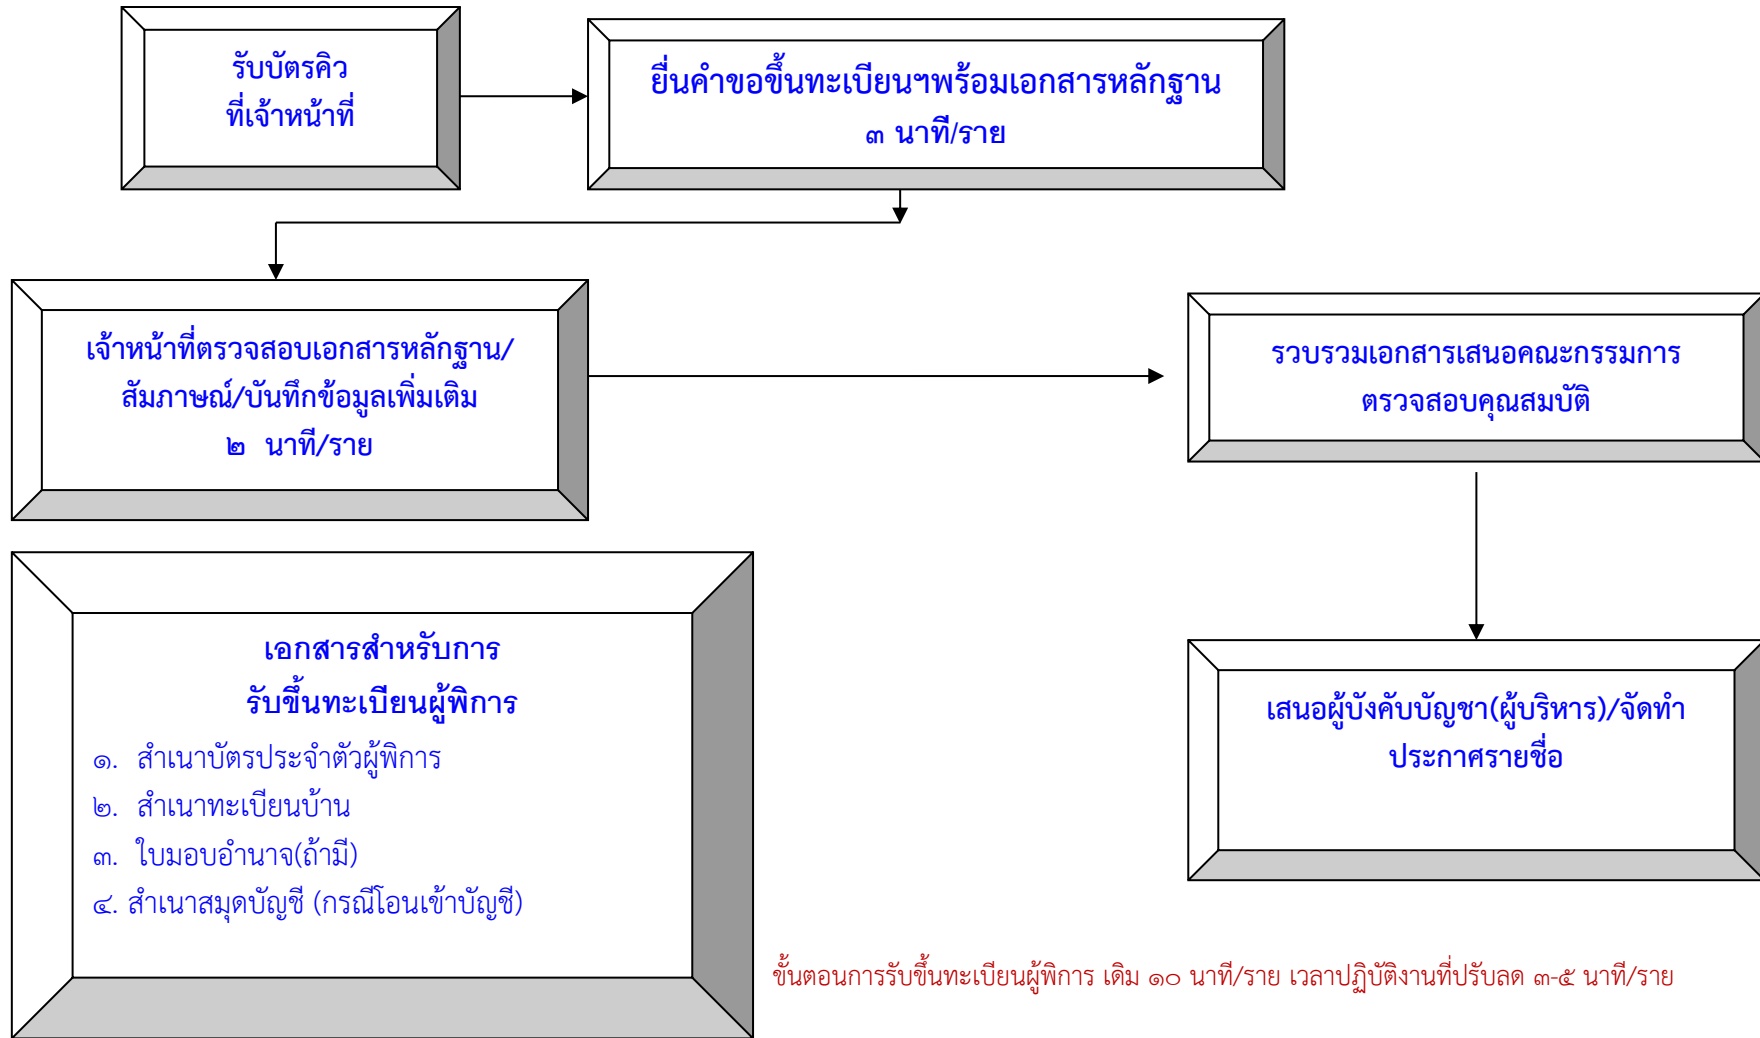 รับบัตรคิว
ที่เจ้าหน้าที่
ยื่นคำขอขึ้นทะเบียนฯพร้อมเอกสารหลักฐาน
๓ นาที/ราย
เจ้าหน้าที่ตรวจสอบเอกสารหลักฐาน/
สัมภาษณ์/บันทึกข้อมูลเพิ่มเติม
๒ นาที/ราย
รวบรวมเอกสารเสนอคณะกรรมการ
ตรวจสอบคุณสมบัติ
เสนอผู้บังคับบัญชา(ผู้บริหาร)/จัดทำ
ประกาศรายชื่อ
เอกสารสำหรับการ
รับขึ้นทะเบียนผู้พิการ
๑. สำเนาบัตรประจำตัวผู้พิการ
๒. สำเนาทะเบียนบ้าน
๓. ใบมอบอำนาจ(ถ้ามี)
๔. สำเนาสมุดบัญชี (กรณีโอนเข้าบัญชี)
ขั้นตอนการรับขึ้นทะเบียนผู้พิการ เดิม ๑๐ นาที/ราย เวลาปฏิบัติงานที่ปรับลด ๓-๕ นาที/ราย